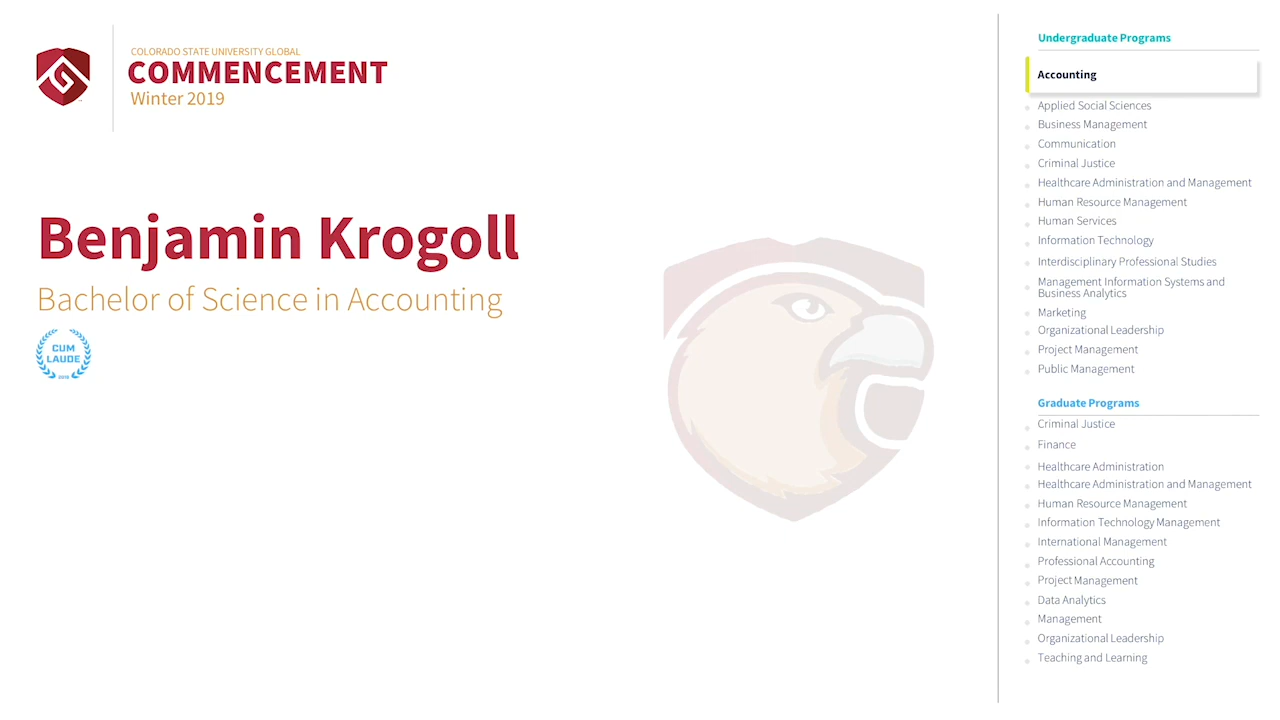 COLORADO STATE UNIVERSITY GLOBAL
COMMENCEMENT
Winter 2019
Benjamin Krogoll
Bachelor of Science in Accounting
CUM
LAUDE
2019
Undergraduate Programs
Accounting
Applied Social Sciences
Business Management
Communication
Criminal Justice
Healthcare Administration and Management
Human Resource Management
Human Services
Information Technology
Interdisciplinary Professional Studies
Management Information Systems and
Business Analytics
Marketing
Organizational Leadership
Project Management
Public Management
Graduate Programs
Criminal Justice
Finance
Healthcare Administration
Healthcare Administration and Management
Human Resource Management
Information Technology Management
International Management
Professional Accounting
Project Management
Data Analytics
Management
Organizational Leadership
Teaching and Learning